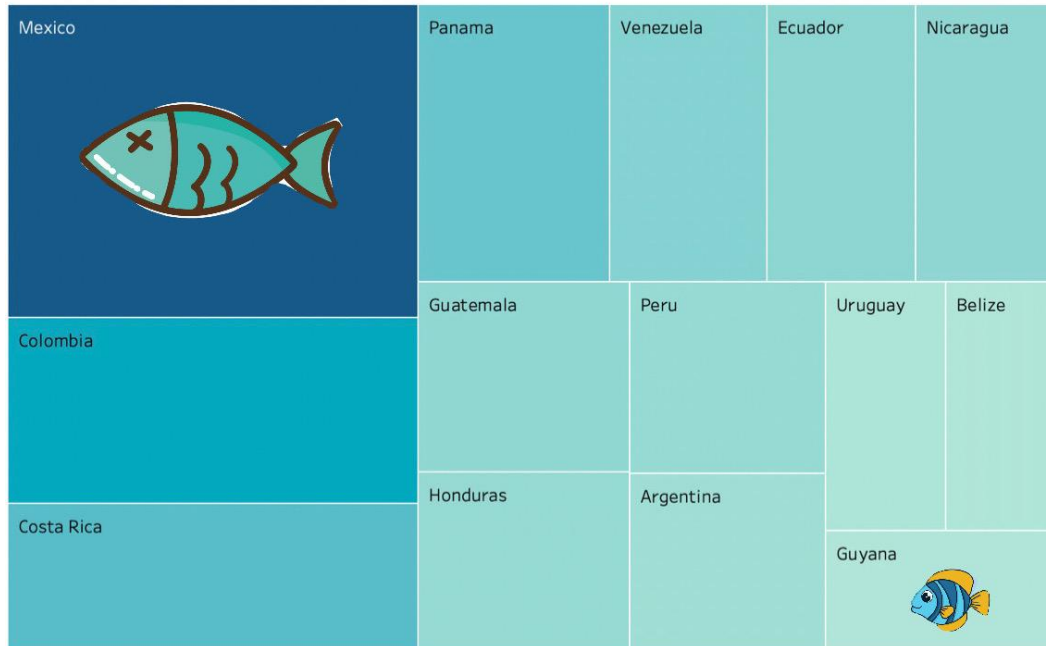 Mexico
Panama
Venezuela
Ecuador
Nicaragua
Colombia
Guatemala
Peru
Uruguay
Belize
Costa Rica
Honduras
Argentina
Guyana